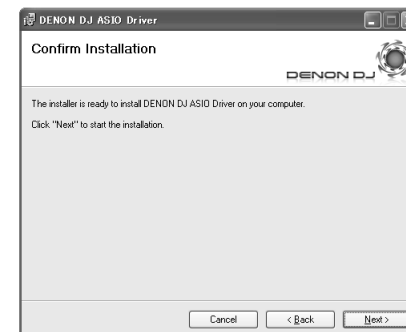 DENON DJ ASIO Driver
Confirm Installation
DENON DJ
The installer is ready to install DENON DJ ASIO Driver on your computer.
Click "Next" to start the installation.
Cancel
< Back
Next >